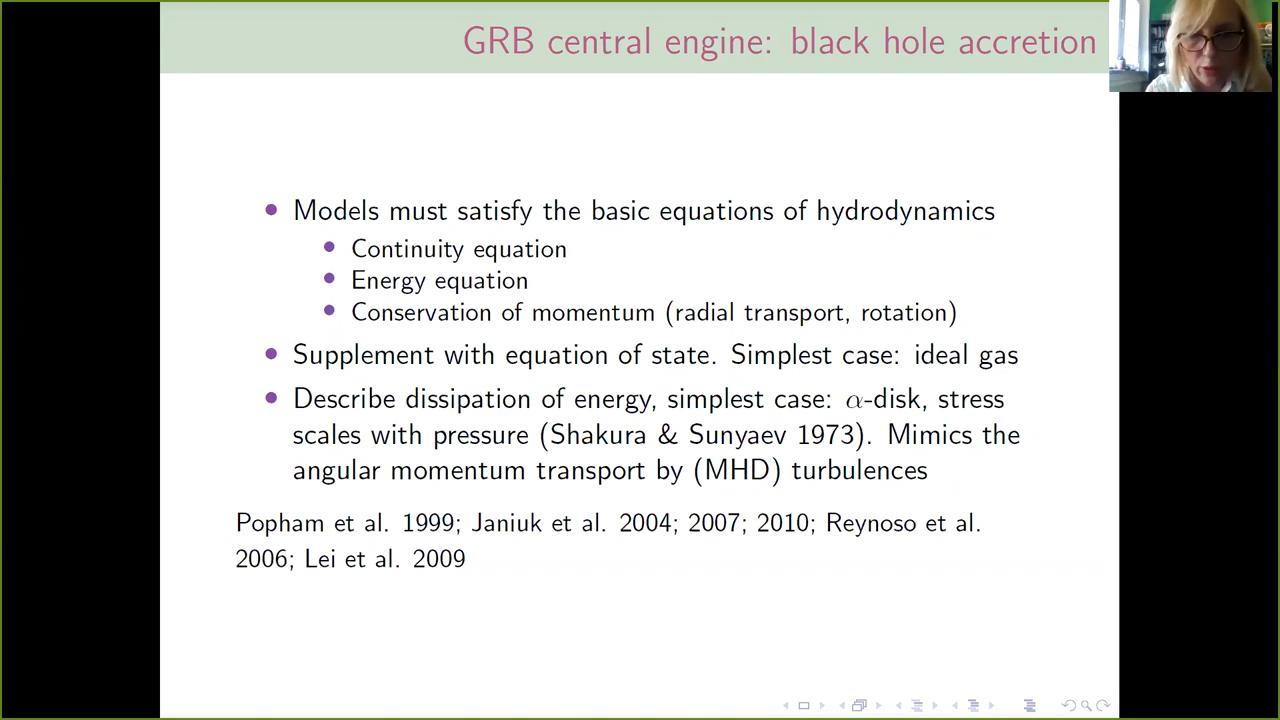 GRB central engine: black hole accretion
• Models must satisfy the basic equations of hydrodynamics
• Continuity equation
• Energy equation
• Conservation of momentum (radial transport, rotation)
• Supplement with equation of state. Simplest case: ideal gas
• Describe dissipation of energy, simplest case: α-disk, stress
scales with pressure (Shakura & Sunyaev 1973). Mimics the
angular momentum transport by (MHD) turbulences
Popham et al. 1999; Janiuk et al. 2004; 2007; 2010; Reynoso et al.
2006; Lei et al. 2009